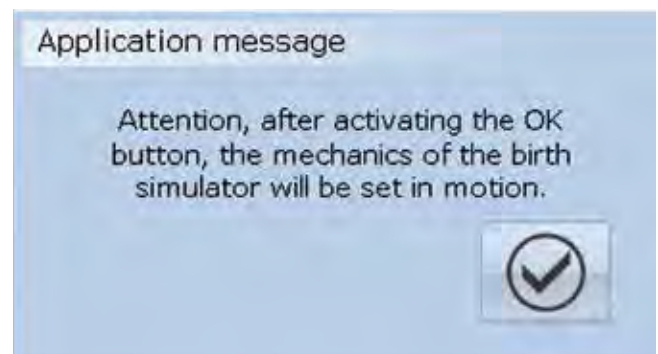 Application message
Attention, after activating the OK
button, the mechanics of the birth
simulator will be set in motion.